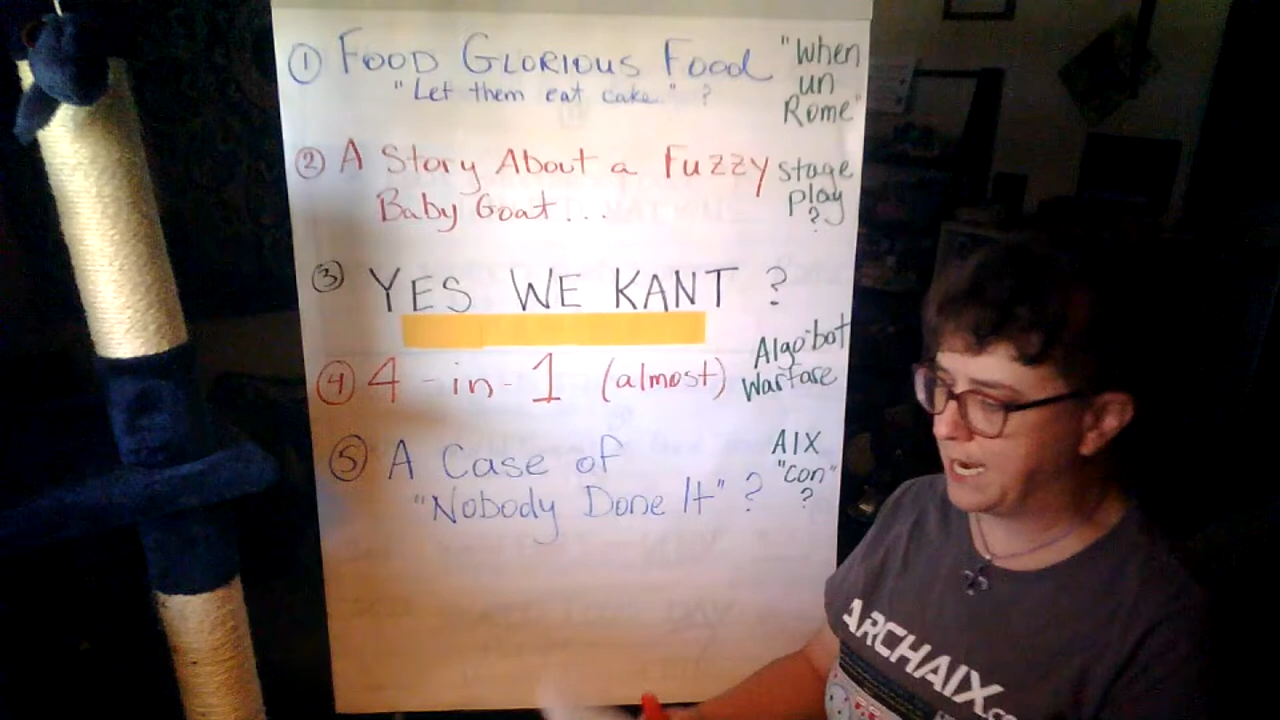 ① FOOD GLORIOUS FOOD
"Let them eat cake." ?
"When
un
Rome"
② A Story About a Fuzzy
Baby Goat...
stage
play
?
③ YES WE KANT ?
④ 4-in-1 (almost)
Algo-bot
Warfare
⑤ A Case of
"Nobody Done It" ?
AIX
"con"
?
ARCHAIX.co